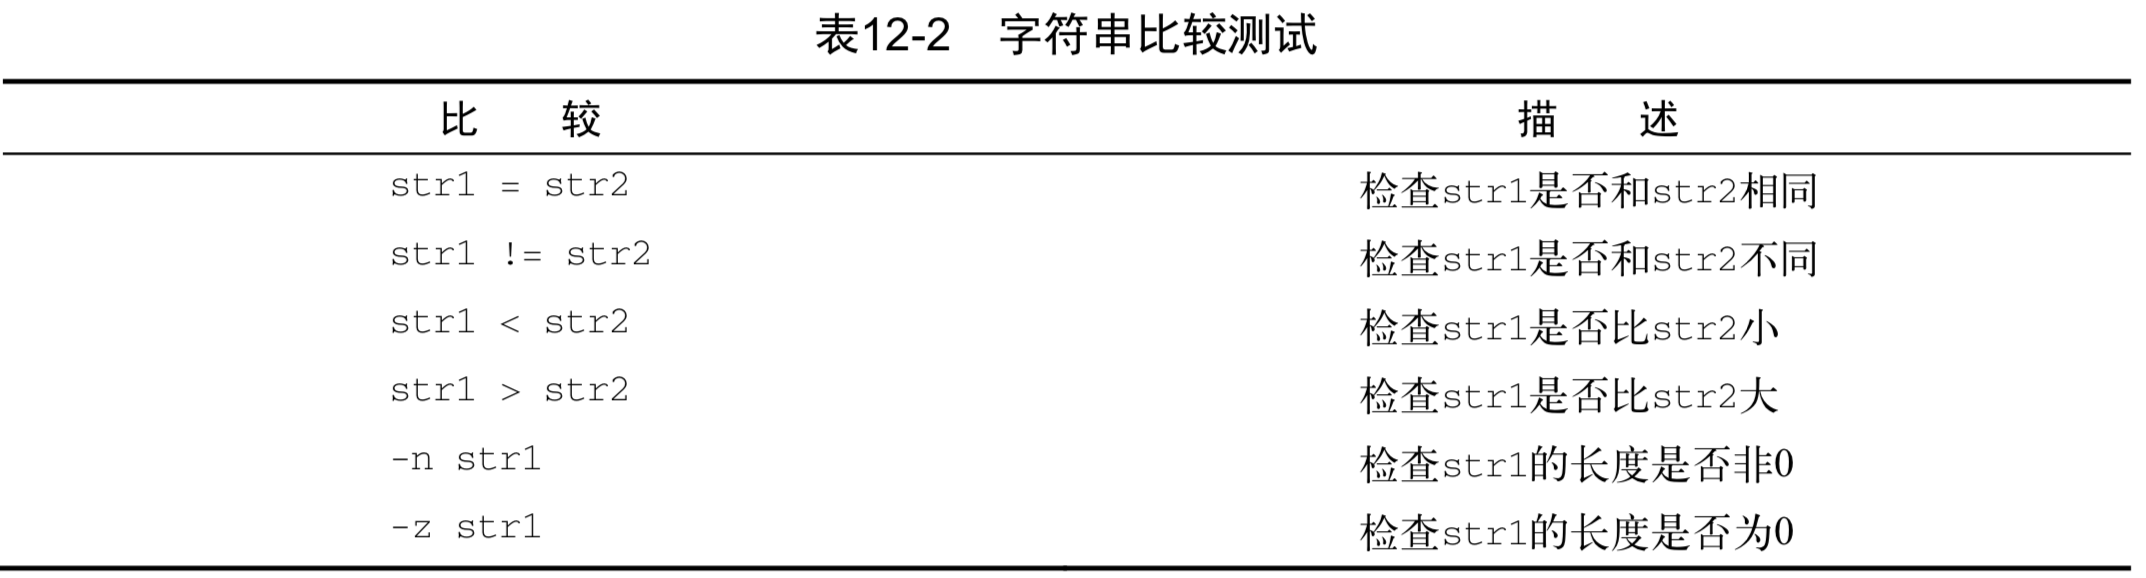 表12-2 字符串比较测试
比 较 描 述
str1 = str2 检查str1是否和str2相同
str1 != str2 检查str1是否和str2不同
str1 < str2 检查str1是否比str2小
str1 > str2 检查str1是否比str2大
-n str1 检查str1的长度是否非0
-z str1 检查str1的长度是否为0